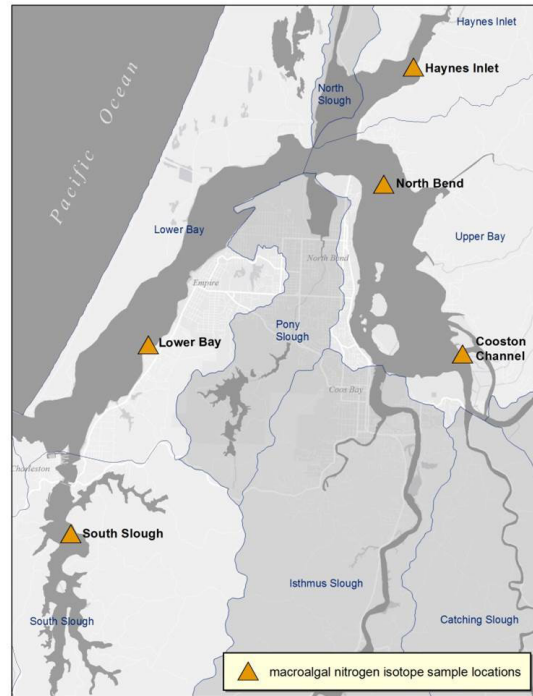 Haynes Inlet
Haynes Inlet
North
Slough
Pacific Ocean
North Bend
Lower Bay
Upper Bay
North Bend
Empire
Pony
Slough
Lower Bay
Cooston
Channel
Coos Bay
Charleston
South Slough
Isthmus Slough
South Slough
Catching Slough
macroalgal nitrogen isotope sample locations